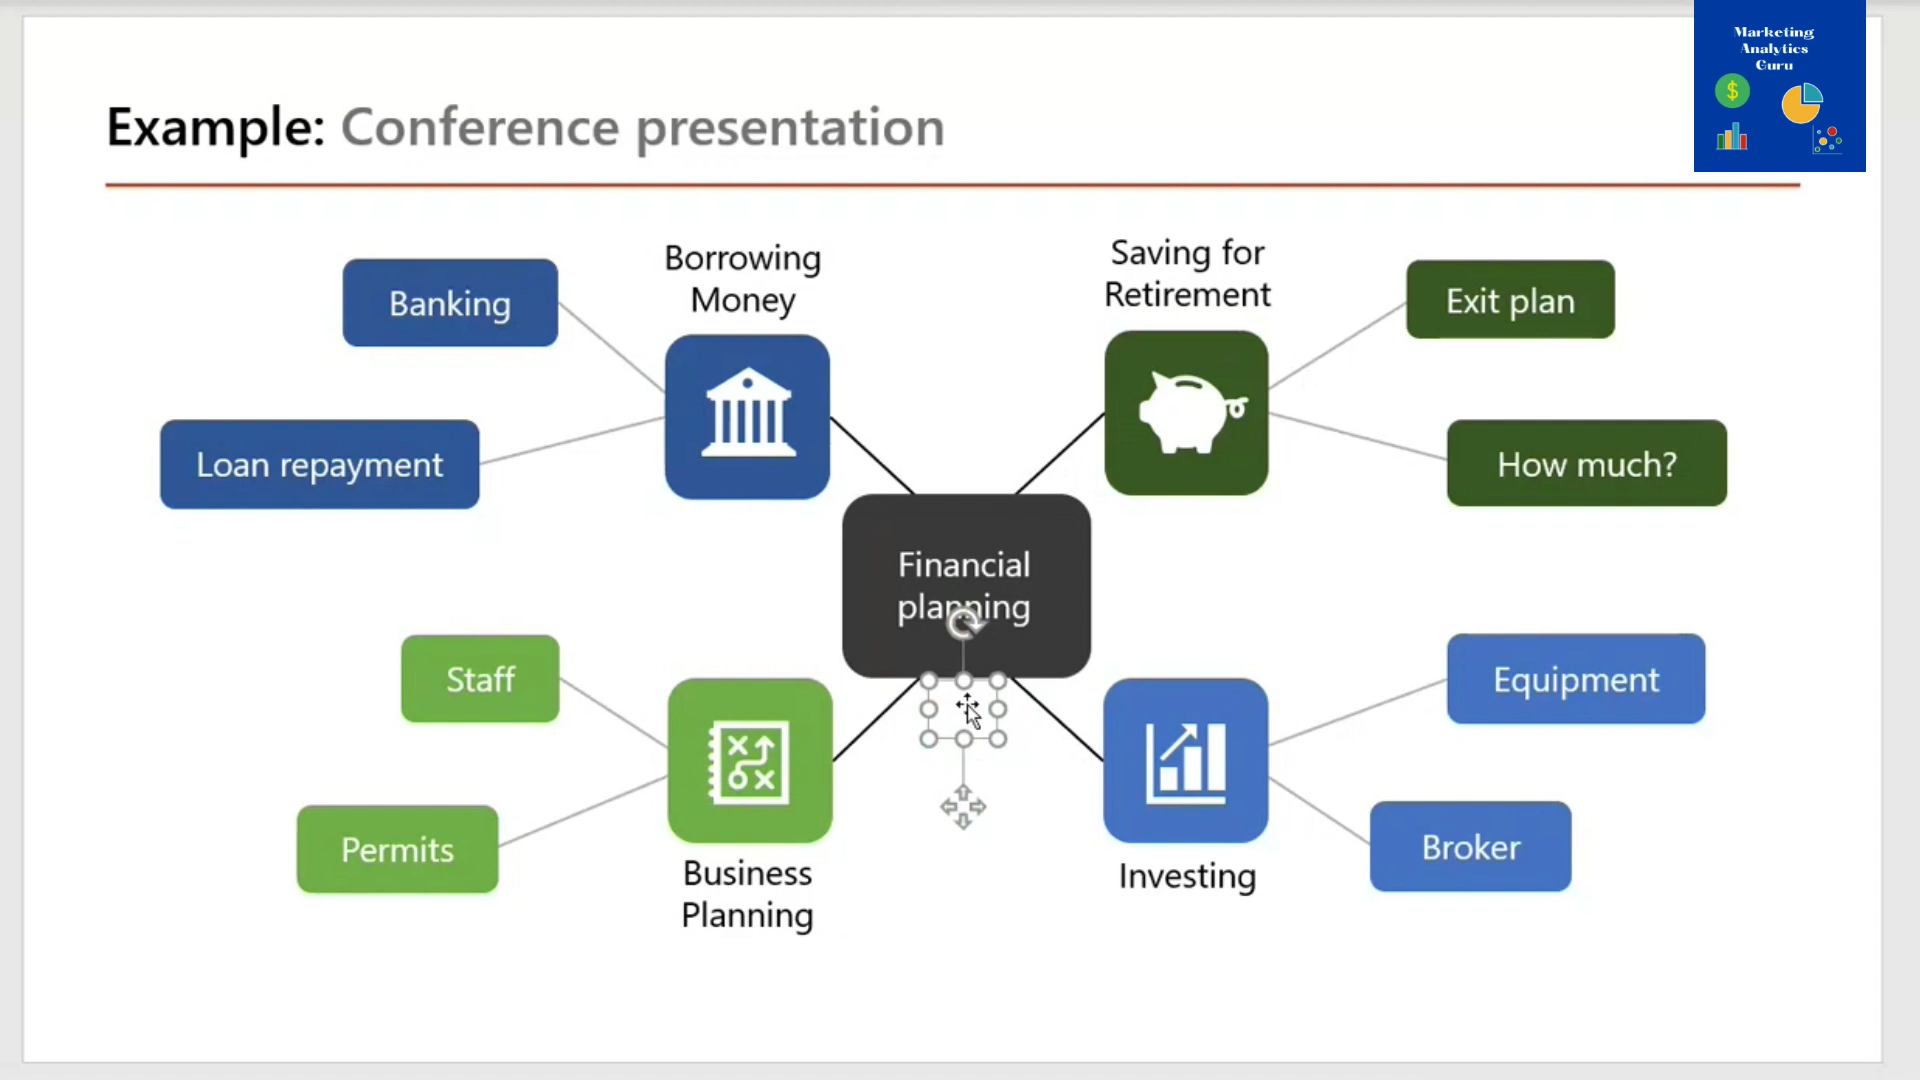 Marketing
Analytics
Guru
$
Example: Conference presentation
Borrowing
Money
Saving for
Retirement
Banking
Exit plan
Loan repayment
How much?
Financial
planning
Staff
Equipment
Permits
Broker
Business
Planning
Investing